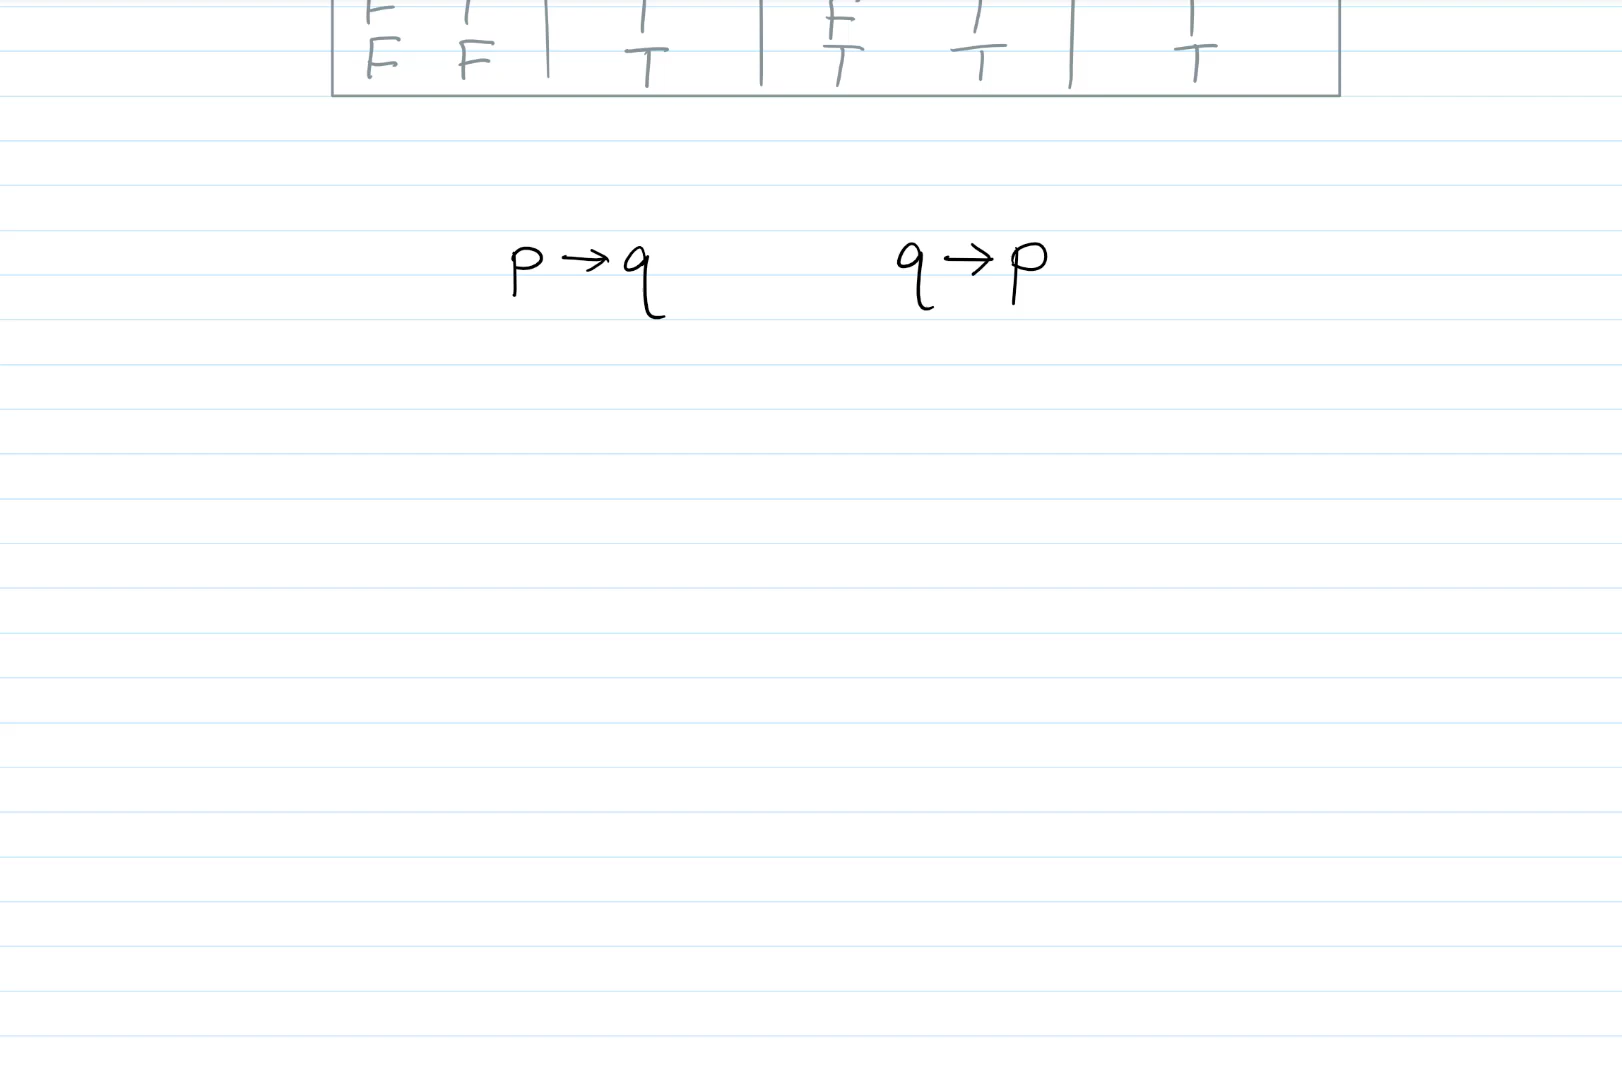 F F T T T T
p → q q → p